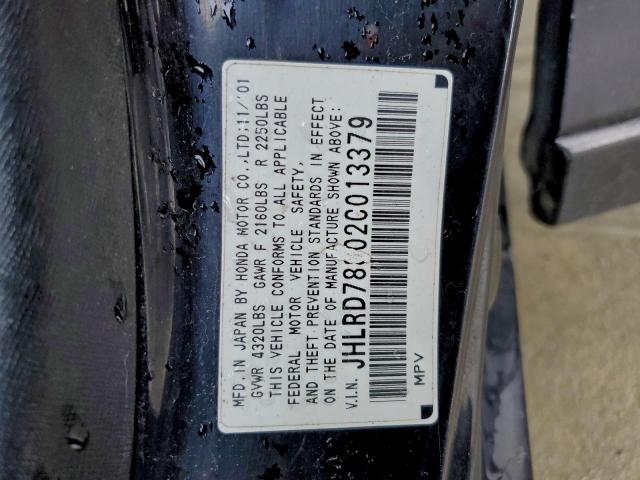 MFD. IN JAPAN BY HONDA MOTOR CO.,LTD;11/'01
GVWR 4320LBS GAWR F 2160LBS R 2250LBS
THIS VEHICLE CONFORMS TO ALL APPLICABLE
FEDERAL MOTOR VEHICLE SAFETY,
AND THEFT PREVENTION STANDARDS IN EFFECT
ON THE DATE OF MANUFACTURE SHOWN ABOVE:
V.I.N. JHLRD78802C013379
MPV